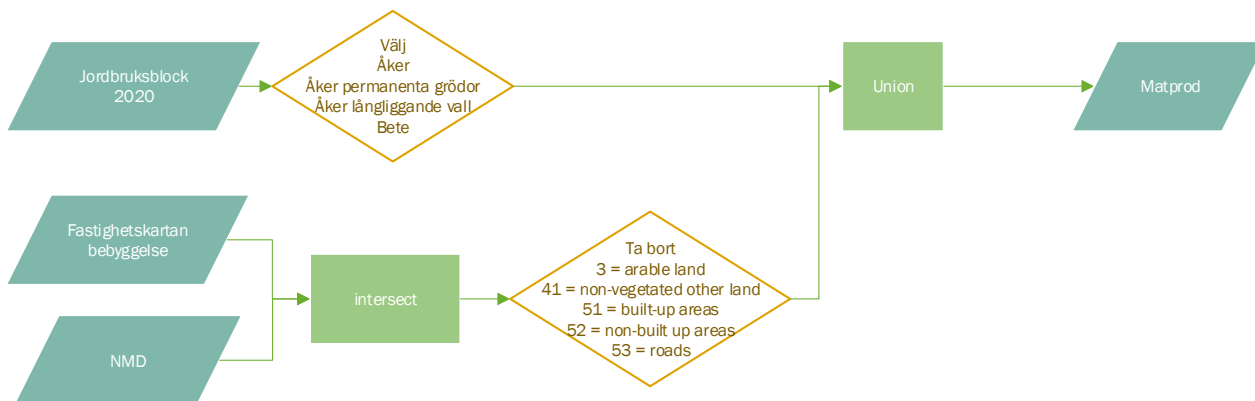 Jordbruksblock
2020
Välj
Åker
Åker permanenta grödor
Åker långliggande vall
Bete
Union
Matprod
Fastighetskartan
bebyggelse
NMD
intersect
Ta bort
3 = arable land
41 = non-vegetated other land
51 = built-up areas
52 = non-built up areas
53 = roads